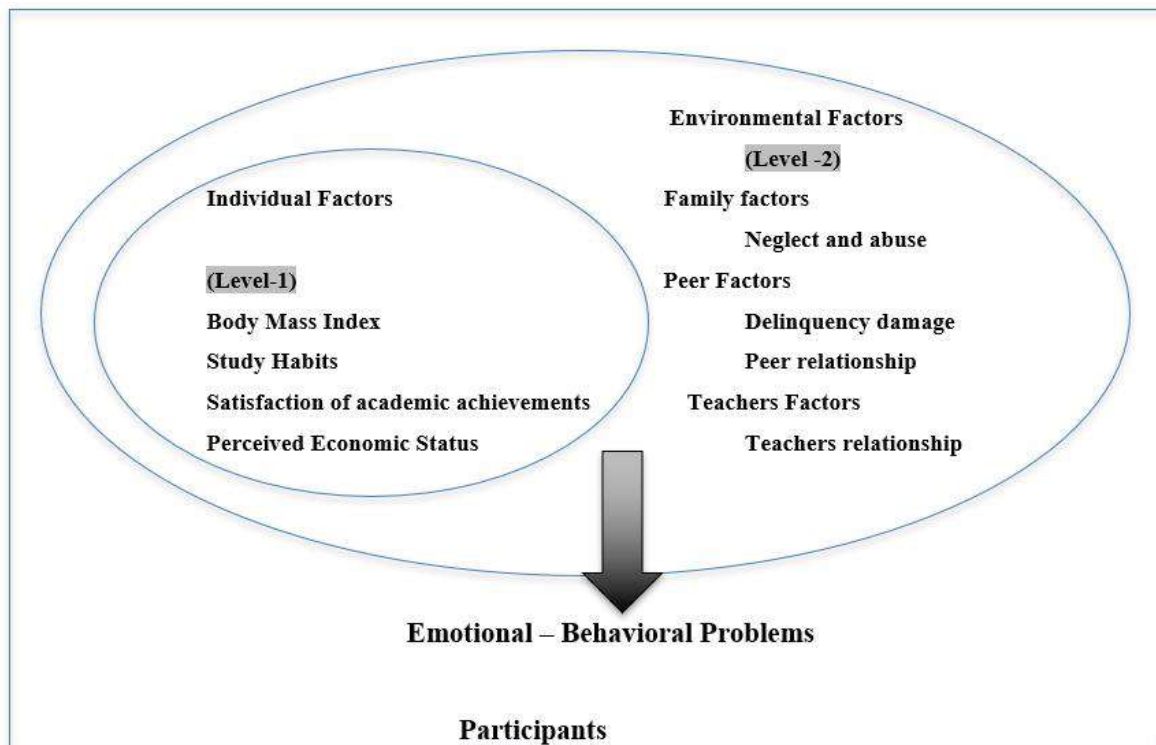 Environmental Factors
(Level -2)
Individual Factors
Family factors
Neglect and abuse
(Level-1)
Peer Factors
Body Mass Index
Delinquency damage
Study Habits
Peer relationship
Satisfaction of academic achievements
Teachers Factors
Perceived Economic Status
Teachers relationship
Emotional – Behavioral Problems
Participants